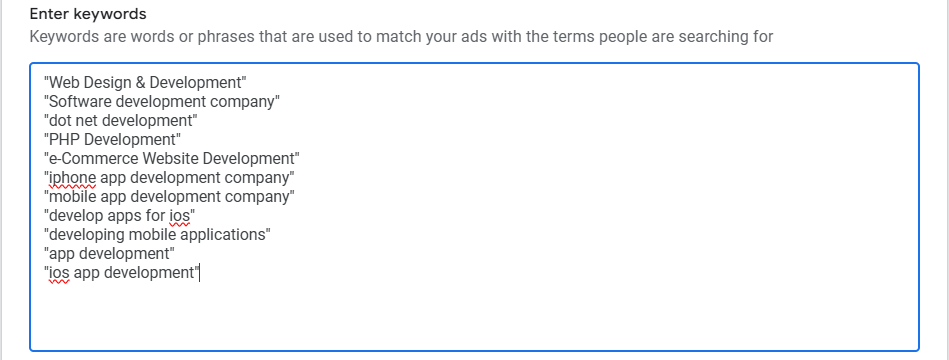 Enter keywords
Keywords are words or phrases that are used to match your ads with the terms people are searching for
"Web Design & Development"
"Software development company"
"dot net development"
"PHP Development"
"e-Commerce Website Development"
"iphone app development company"
"mobile app development company"
"develop apps for ios"
"developing mobile applications"
"app development"
"ios app development"